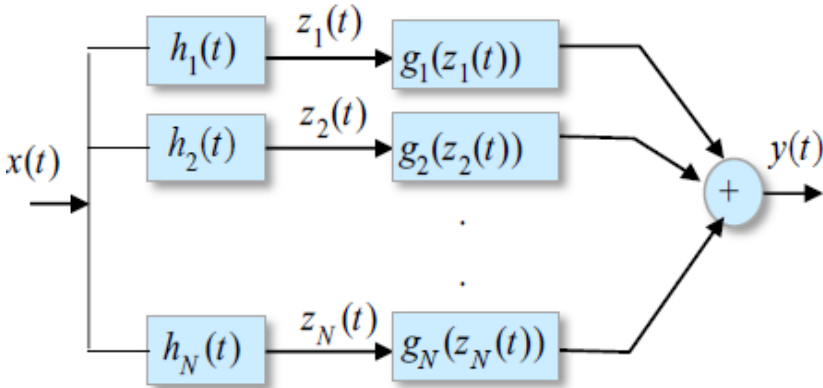 h₁(t) z₁(t) g₁(z₁(t))
h₂(t) z₂(t) g₂(z₂(t)) y(t)
x(t)
+
.
.
h_N(t) z_N(t) g_N(z_N(t))